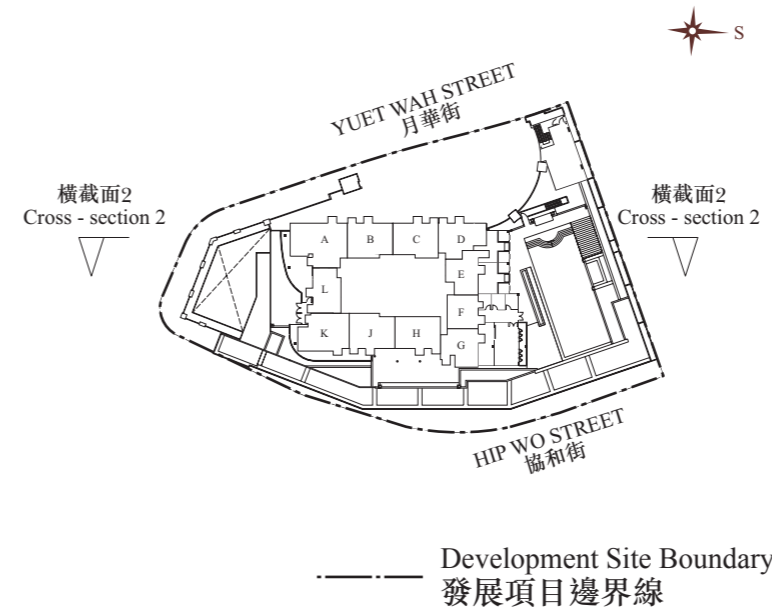 S
YUET WAH STREET
月華街
橫截面2
Cross - section 2
橫截面2
Cross - section 2
A
B
C
D
E
L
F
K
J
H
G
HIP WO STREET
協和街
Development Site Boundary
發展項目邊界線